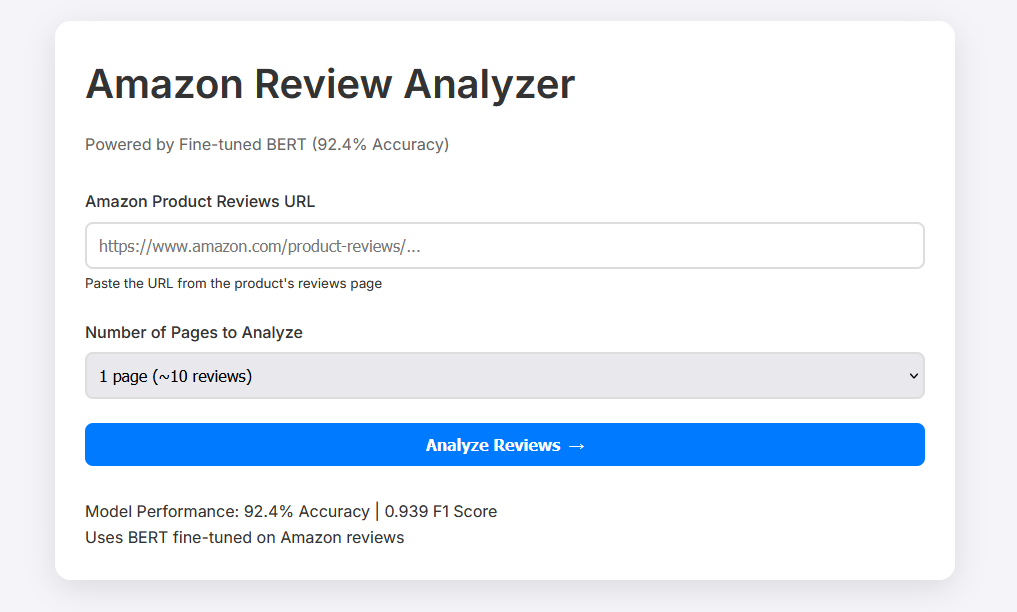 Amazon Review Analyzer
Powered by Fine-tuned BERT (92.4% Accuracy)
Amazon Product Reviews URL
https://www.amazon.com/product-reviews/...
Paste the URL from the product's reviews page
Number of Pages to Analyze
1 page (~10 reviews)
Analyze Reviews →
Model Performance: 92.4% Accuracy | 0.939 F1 Score
Uses BERT fine-tuned on Amazon reviews